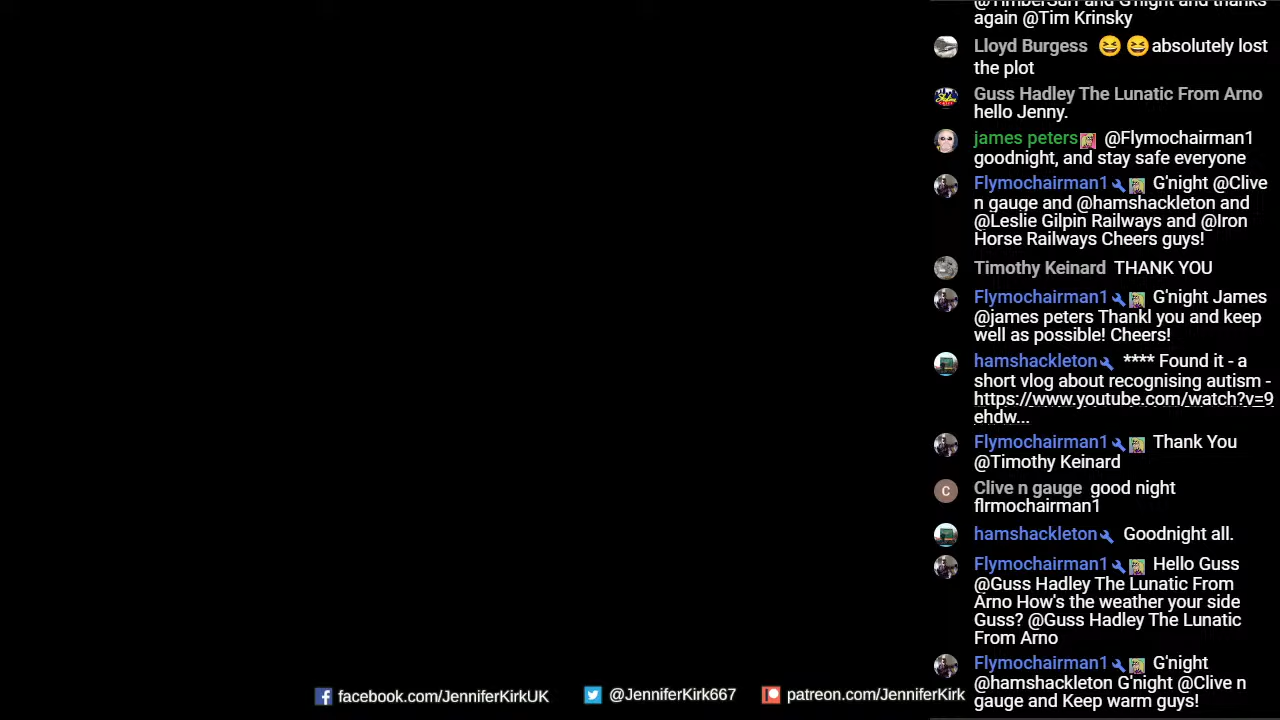 @TimberSurf and G'night and thanks
again @Tim Krinsky
Lloyd Burgess 😆😆absolutely lost
the plot
Guss Hadley The Lunatic From Arno
hello Jenny.
james peters @Flymochairman1
goodnight, and stay safe everyone
Flymochairman1 G'night @Clive
n gauge and @hamshackleton and
@Leslie Gilpin Railways and @Iron
Horse Railways Cheers guys!
Timothy Keinard THANK YOU
Flymochairman1 G'night James
@james peters Thankl you and keep
well as possible! Cheers!
hamshackleton **** Found it - a
short vlog about recognising autism -
https://www.youtube.com/watch?v=9
ehdw...
Flymochairman1 Thank You
@Timothy Keinard
C Clive n gauge good night
flrmochairman1
hamshackleton Goodnight all.
Flymochairman1 Hello Guss
@Guss Hadley The Lunatic From
Arno How's the weather your side
Guss? @Guss Hadley The Lunatic
From Arno
Flymochairman1 G'night
@hamshackleton G'night @Clive n
gauge and Keep warm guys!
facebook.com/JenniferKirkUK @JenniferKirk667 patreon.com/JenniferKirk